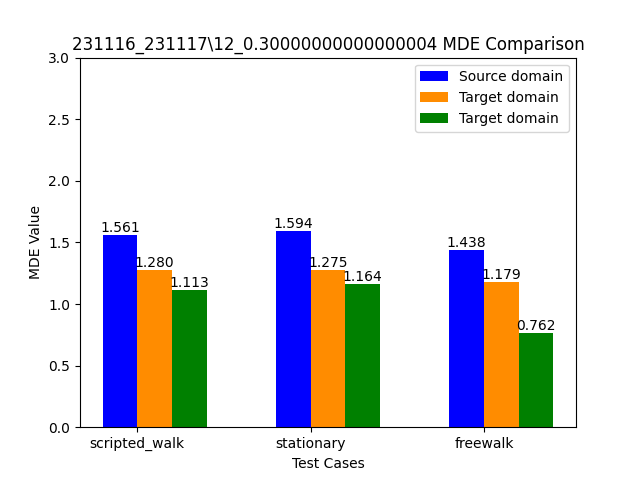 231116_231117\12_0.30000000000000004 MDE Comparison
3.0
2.5
2.0
1.5
1.0
0.5
0.0
MDE Value
Source domain
Target domain
Target domain
1.561
1.280
1.113
1.594
1.275
1.164
1.438
1.179
0.762
scripted_walk
stationary
freewalk
Test Cases